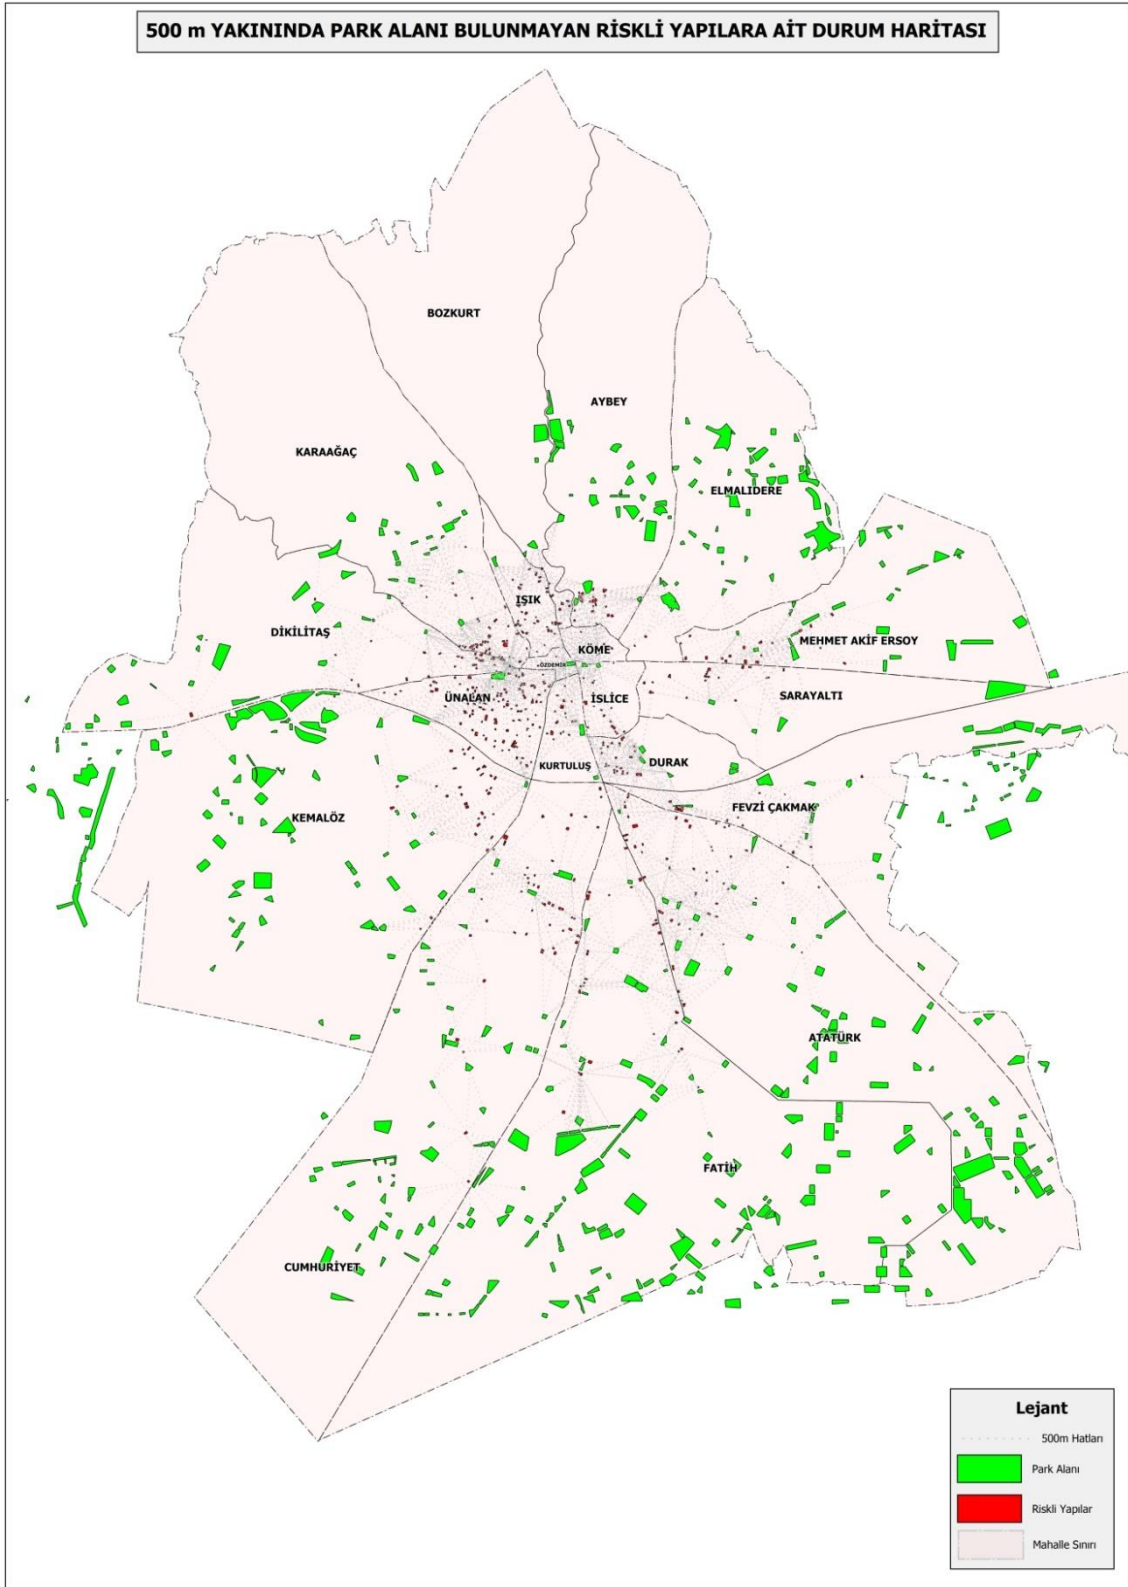 500 m YAKININDA PARK ALANI BULUNMAYAN RİSKLİ YAPILARA AİT DURUM HARİTASI
BOZKURT
AYBEY
KARAAĞAÇ
ELMALIDERE
IŞIK
DİKİLİTAŞ
MEHMET AKİF ERSOY
KÖME
ÖZDEMİR
ÜNALAN
İSLİCE
SARAYALTI
KURTULUŞ
DURAK
FEVZİ ÇAKMAK
KEMALÖZ
ATATÜRK
FATİH
CUMHURİYET
Lejant
500m Hatları
Park Alanı
Riskli Yapılar
Mahalle Sınırı